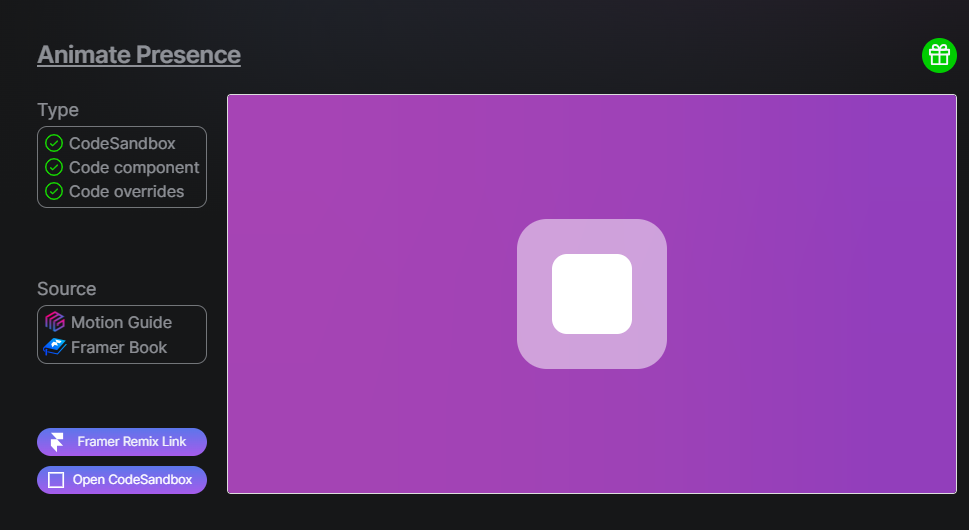 Animate Presence
Type
CodeSandbox
Code component
Code overrides
Source
Motion Guide
Framer Book
Framer Remix Link
Open CodeSandbox